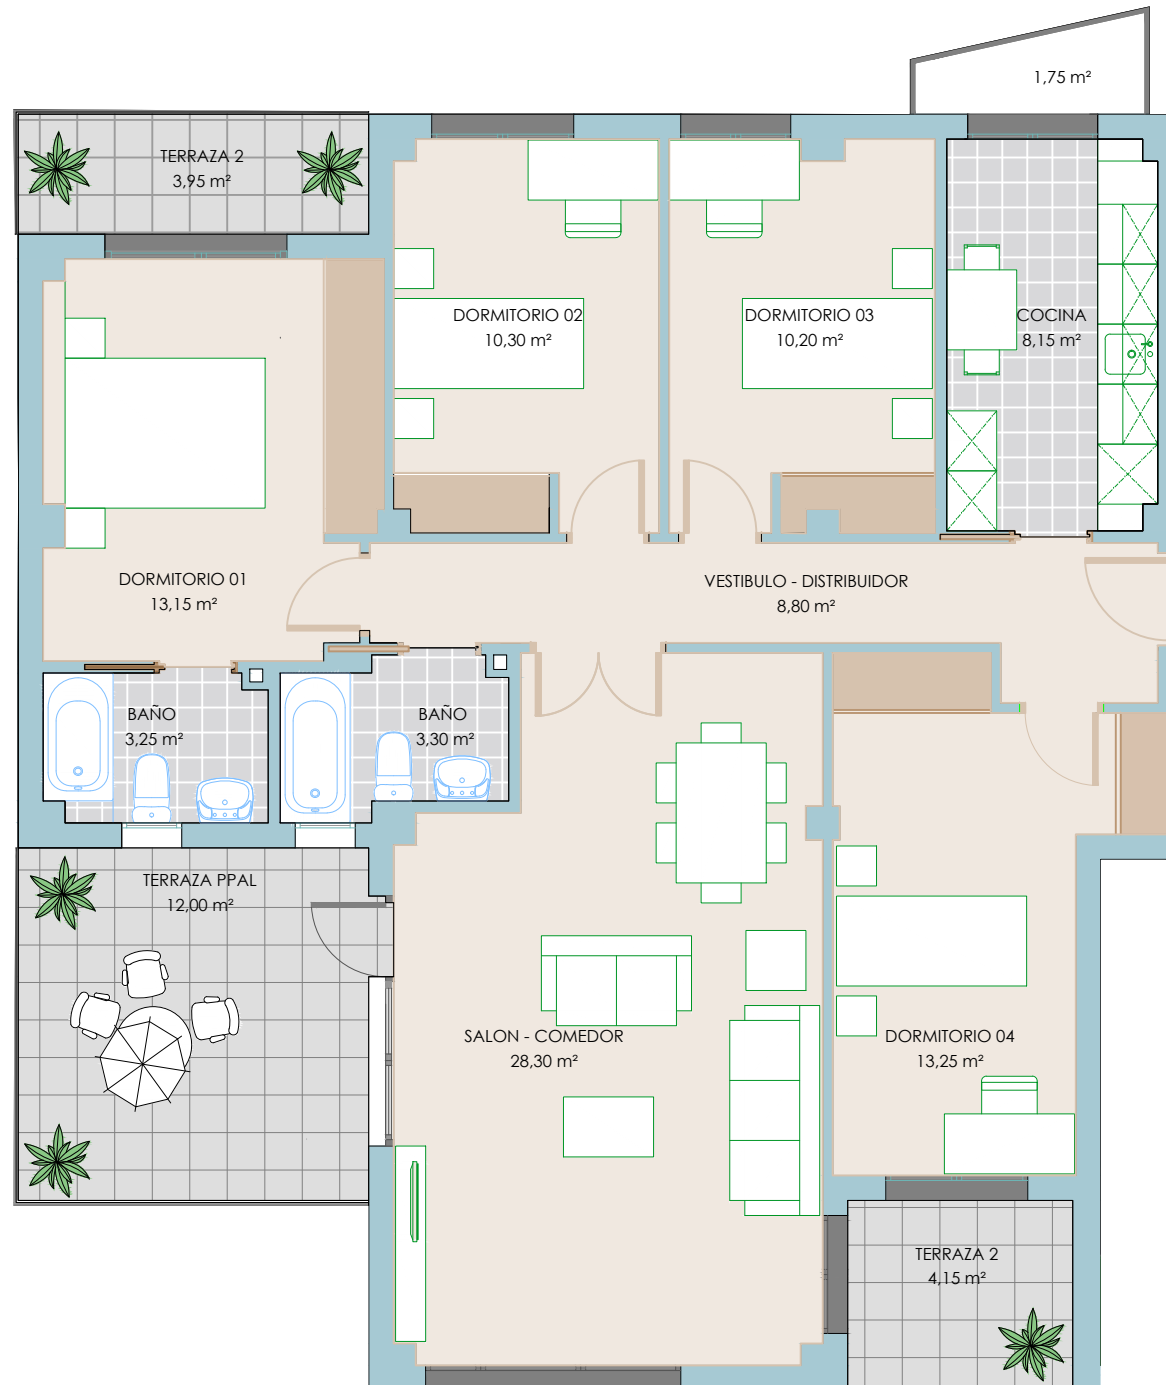 1,75 m²
TERRAZA 2
3,95 m²
DORMITORIO 02
10,30 m²
DORMITORIO 03
10,20 m²
COCINA
8,15 m²
DORMITORIO 01
13,15 m²
VESTIBULO - DISTRIBUIDOR
8,80 m²
BAÑO
3,25 m²
BAÑO
3,30 m²
TERRAZA PPAL
12,00 m²
SALON - COMEDOR
28,30 m²
DORMITORIO 04
13,25 m²
TERRAZA 2
4,15 m²